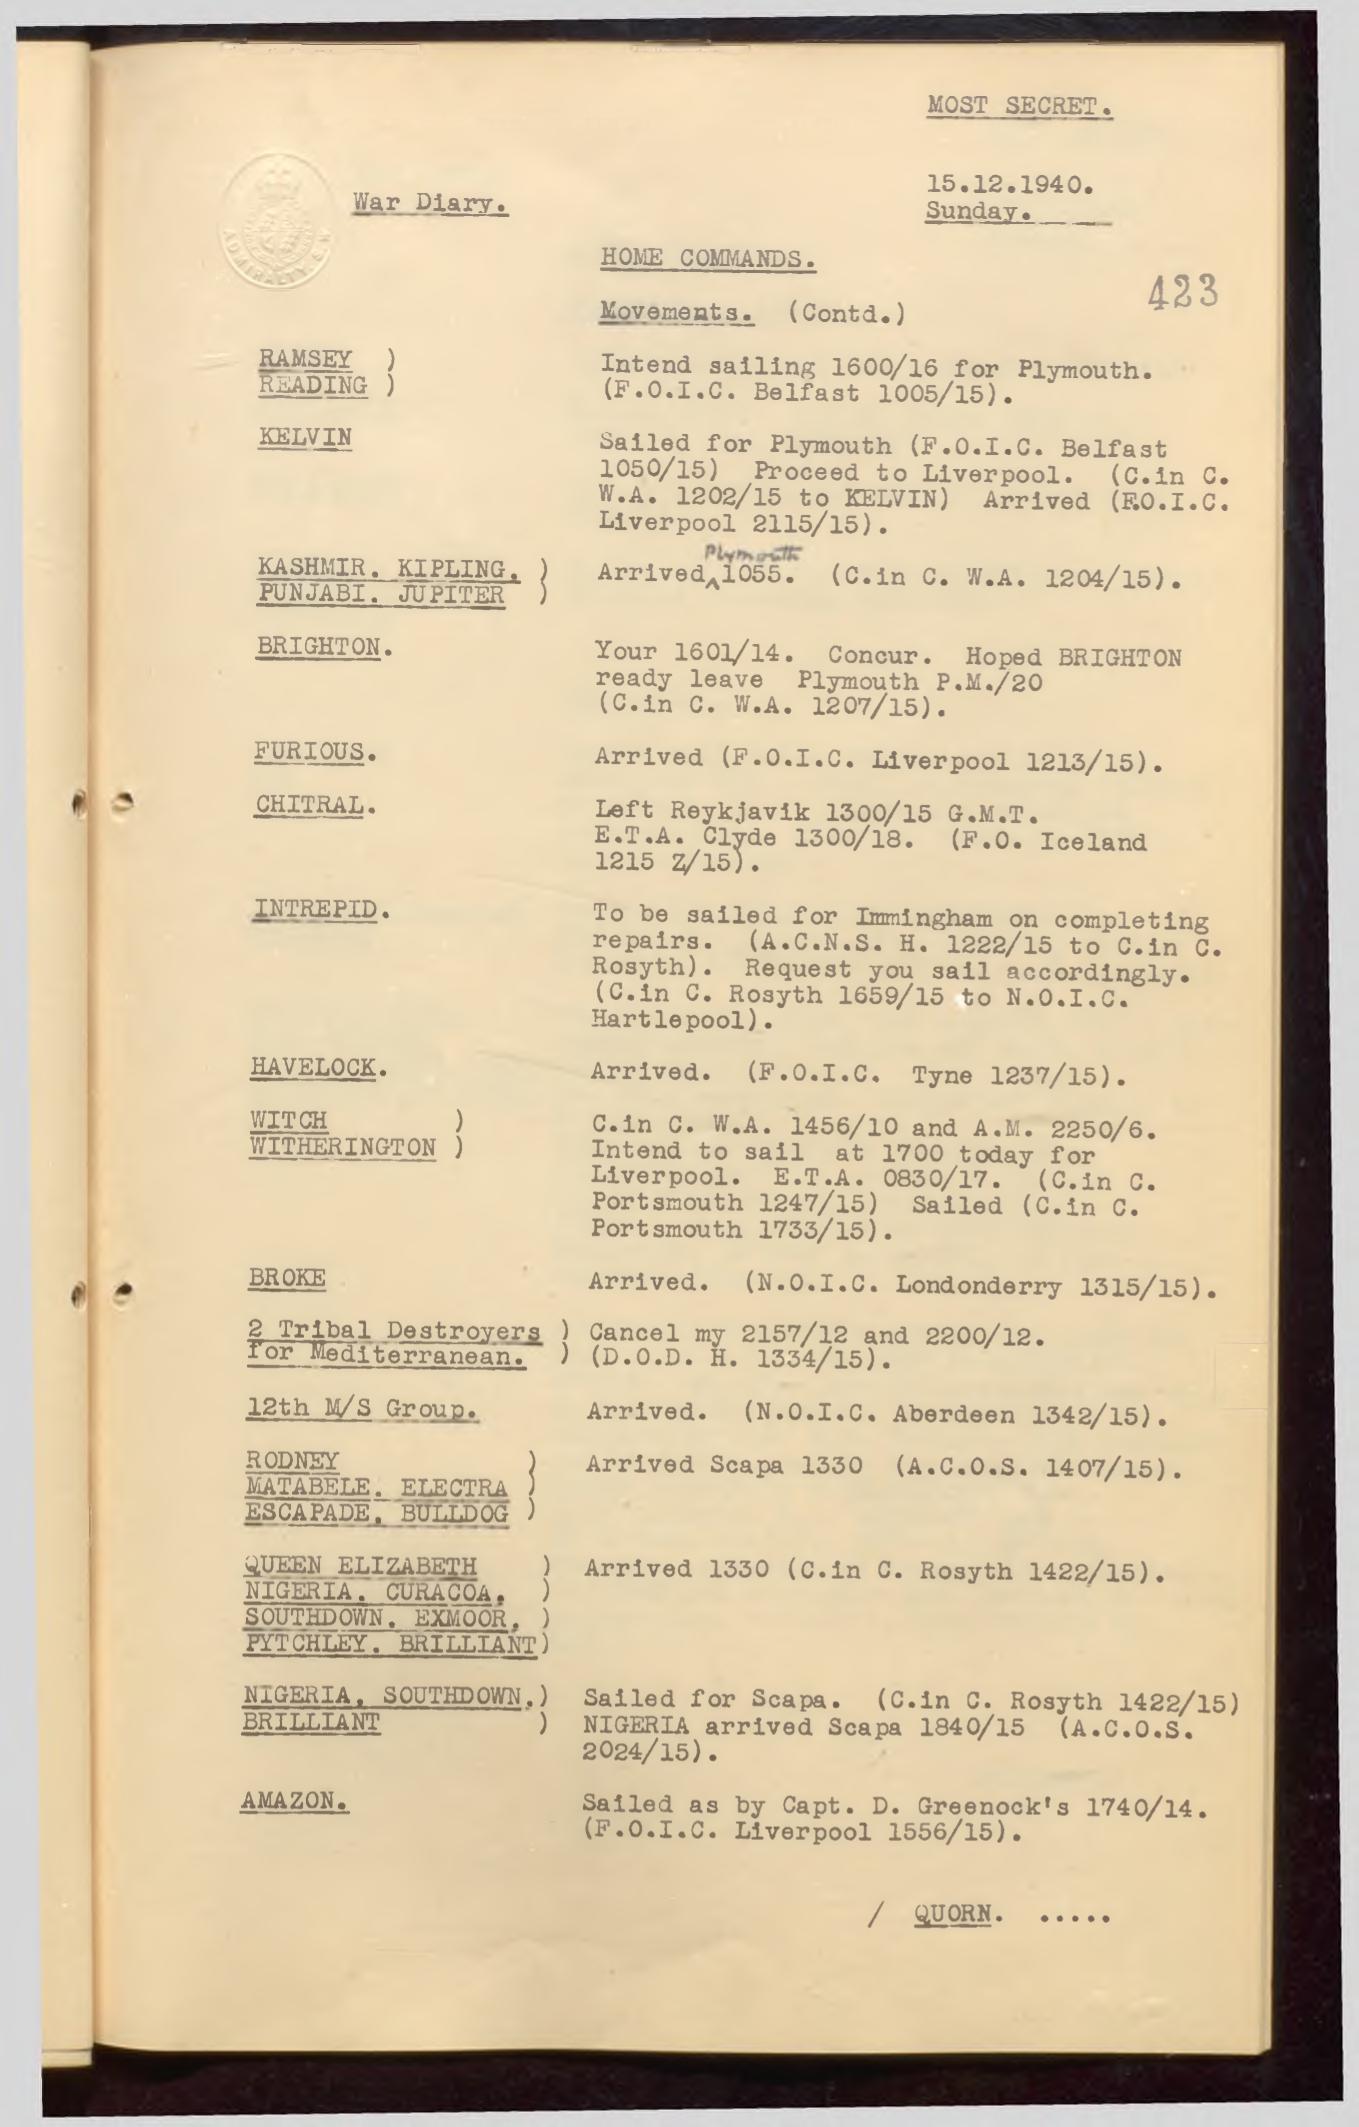 MOST SECRET.
15.12.1940.
War Diary.
Sunday.
ADMIRALTY. S.W
HOME COMMANDS.
423
Movements. (Contd.)
RAMSEY ) Intend sailing 1600/16 for Plymouth.
READING ) (F.O.I.C. Belfast 1005/15).
KELVIN Sailed for Plymouth (F.O.I.C. Belfast
1050/15) Proceed to Liverpool. (C.in C.
W.A. 1202/15 to KELVIN) Arrived (F.O.I.C.
Liverpool 2115/15).
Plymouth
KASHMIR. KIPLING. ) Arrived ^ 1055. (C.in C. W.A. 1204/15).
PUNJABI. JUPITER )
BRIGHTON. Your 1601/14. Concur. Hoped BRIGHTON
ready leave Plymouth P.M./20
(C.in C. W.A. 1207/15).
FURIOUS. Arrived (F.O.I.C. Liverpool 1213/15).
CHITRAL. Left Reykjavik 1300/15 G.M.T.
E.T.A. Clyde 1300/18. (F.O. Iceland
1215 Z/15).
INTREPID. To be sailed for Immingham on completing
repairs. (A.C.N.S. H. 1222/15 to C.in C.
Rosyth). Request you sail accordingly.
(C.in C. Rosyth 1659/15 to N.O.I.C.
Hartlepool).
HAVELOCK. Arrived. (F.O.I.C. Tyne 1237/15).
WITCH ) C.in C. W.A. 1456/10 and A.M. 2250/6.
WITHERINGTON ) Intend to sail at 1700 today for
Liverpool. E.T.A. 0830/17. (C.in C.
Portsmouth 1247/15) Sailed (C.in C.
Portsmouth 1733/15).
BROKE Arrived. (N.O.I.C. Londonderry 1315/15).
2 Tribal Destroyers ) Cancel my 2157/12 and 2200/12.
for Mediterranean. ) (D.O.D. H. 1334/15).
12th M/S Group. Arrived. (N.O.I.C. Aberdeen 1342/15).
RODNEY ) Arrived Scapa 1330 (A.C.O.S. 1407/15).
MATABELE. ELECTRA )
ESCAPADE. BULLDOG )
QUEEN ELIZABETH ) Arrived 1330 (C.in C. Rosyth 1422/15).
NIGERIA. CURACOA. )
SOUTHDOWN. EXMOOR. )
PYTCHLEY. BRILLIANT)
NIGERIA. SOUTHDOWN.) Sailed for Scapa. (C.in C. Rosyth 1422/15)
BRILLIANT ) NIGERIA arrived Scapa 1840/15 (A.C.O.S.
2024/15).
AMAZON. Sailed as by Capt. D. Greenock's 1740/14.
(F.O.I.C. Liverpool 1556/15).
/ QUORN. .....